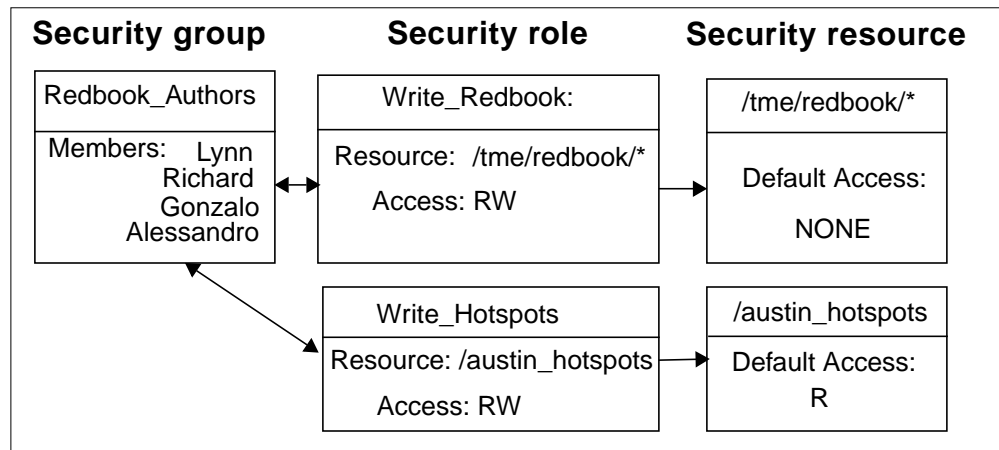 Security group
Security role
Security resource
Redbook_Authors
Members: Lynn
Richard
Gonzalo
Alessandro
Write_Redbook:
Resource: /tme/redbook/*
Access: RW
/tme/redbook/*
Default Access:
NONE
Write_Hotspots
Resource: /austin_hotspots
Access: RW
/austin_hotspots
Default Access:
R